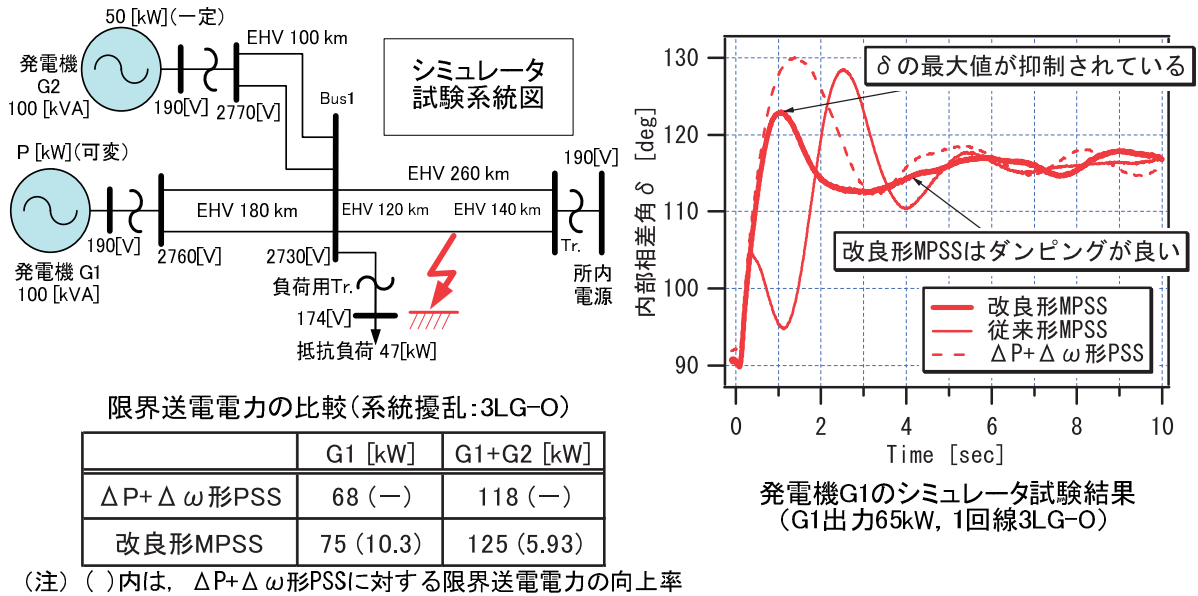 50 [kW](一定)
発電機
G2
100 [kVA]
190[V]
2770[V]
EHV 100 km
Bus1
シミュレータ
試験系統図
P [kW](可変)
EHV 180 km
EHV 260 km
EHV 120 km
EHV 140 km
190[V]
190[V]
2760[V]
2730[V]
Tr.
所内
電源
発電機 G1
100 [kVA]
負荷用Tr.
174[V]
抵抗負荷 47[kW]
限界送電電力の比較(系統擾乱:3LG-O)
G1 [kW] G1+G2 [kW]
ΔP+Δω形PSS 68 (-) 118 (-)
改良形MPSS 75 (10.3) 125 (5.93)
(注) ( )内は, ΔP+Δω形PSSに対する限界送電電力の向上率
δの最大値が抑制されている
改良形MPSSはダンピングが良い
改良形MPSS
従来形MPSS
ΔP+Δω形PSS
内部相差角δ [deg]
130
120
110
100
90
0 2 4 6 8 10
Time [sec]
発電機G1のシミュレータ試験結果
(G1出力65kW, 1回線3LG-O)